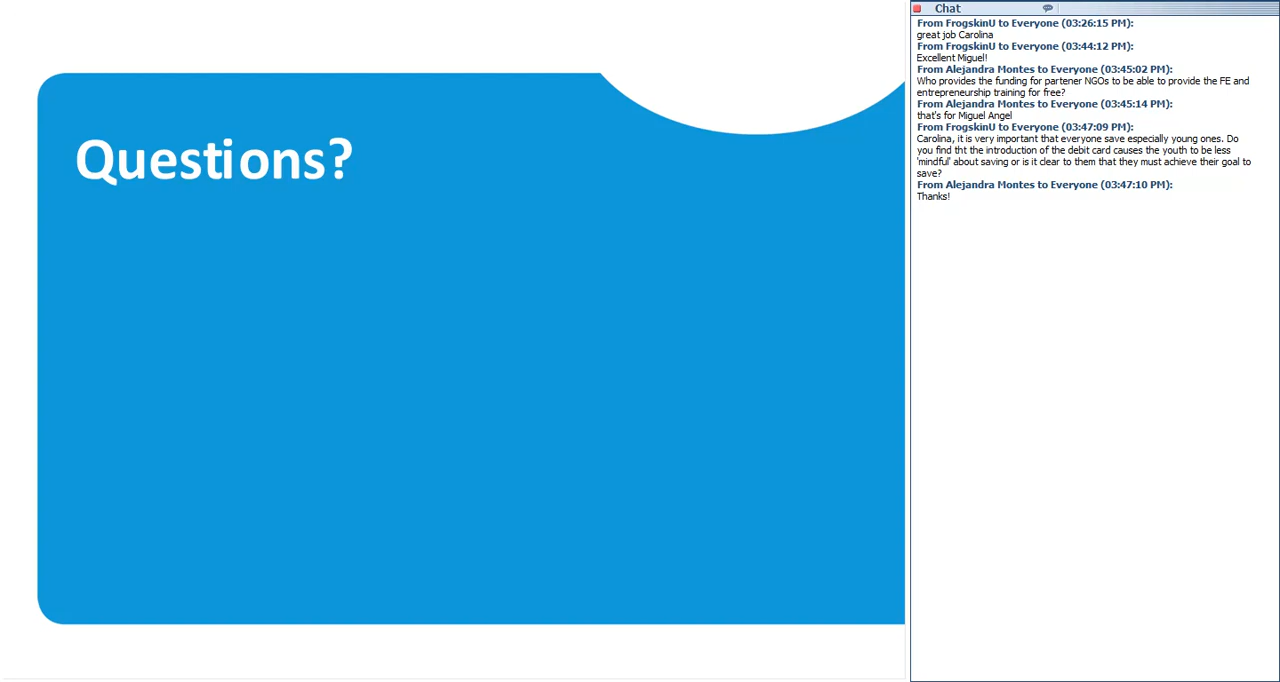 Questions?
Chat
From FrogskinU to Everyone (03:26:15 PM):
great job Carolina
From FrogskinU to Everyone (03:44:12 PM):
Excellent Miguel!
From Alejandra Montes to Everyone (03:45:02 PM):
Who provides the funding for partener NGOs to be able to provide the FE and
entrepreneurship training for free?
From Alejandra Montes to Everyone (03:45:14 PM):
that's for Miguel Angel
From FrogskinU to Everyone (03:47:09 PM):
Carolina, it is very important that everyone save especially young ones. Do
you find tht the introduction of the debit card causes the youth to be less
'mindful' about saving or is it clear to them that they must achieve their goal to
save?
From Alejandra Montes to Everyone (03:47:10 PM):
Thanks!